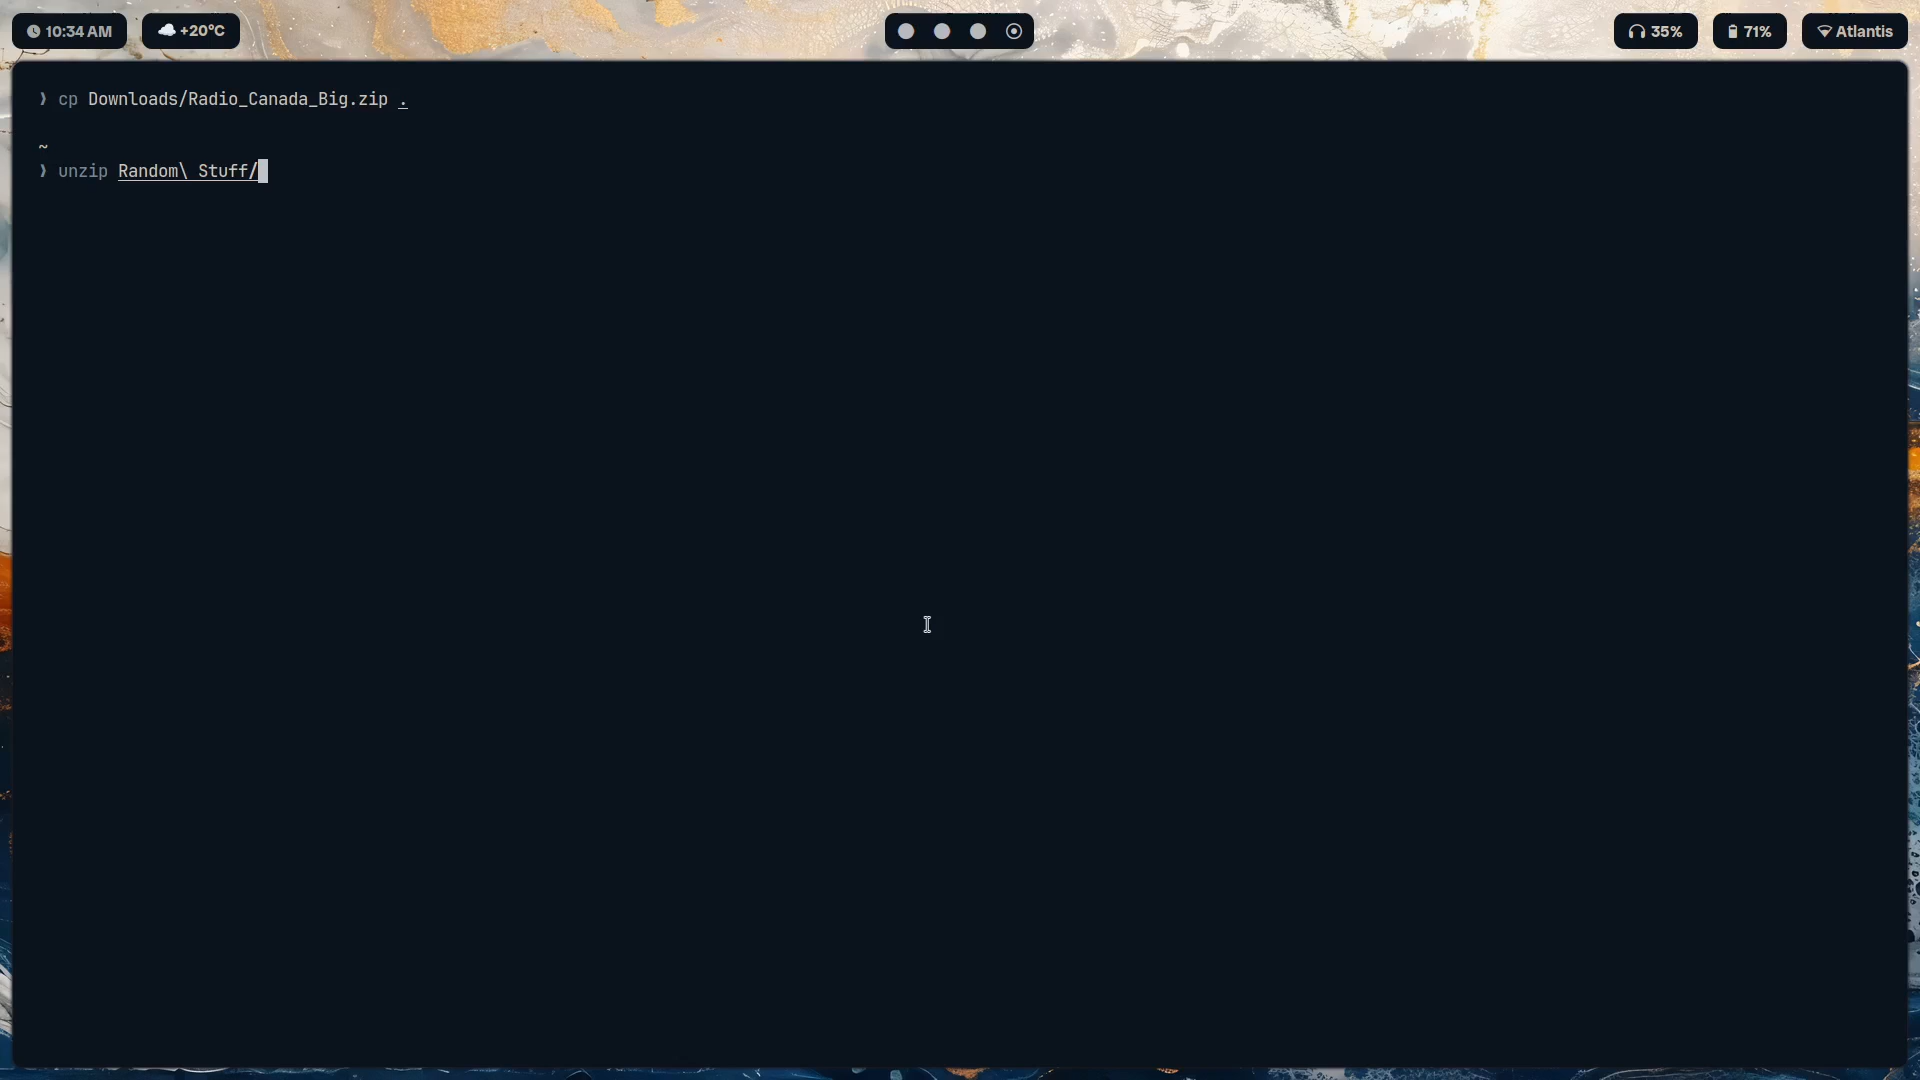 10:34 AM
+20°C
35%
71%
Atlantis
❯ cp Downloads/Radio_Canada_Big.zip .
~
❯ unzip Random\ Stuff/